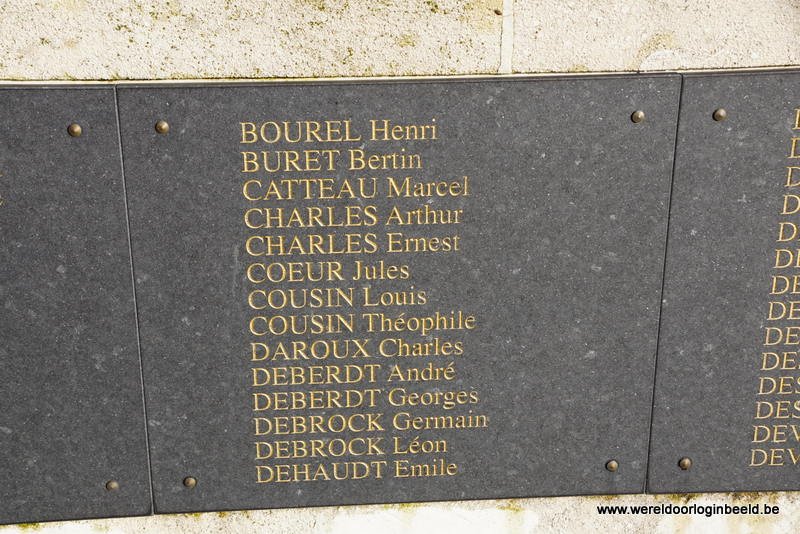 BOUREL Henri
BURET Bertin
CATTEAU Marcel
CHARLES Arthur
CHARLES Ernest
COEUR Jules
COUSIN Louis
COUSIN Théophile
DAROUX Charles
DEBERDT André
DEBERDT Georges
DEBROCK Germain
DEBROCK Léon
DEHAUDT Emile
www.wereldoorloginbeeld.be